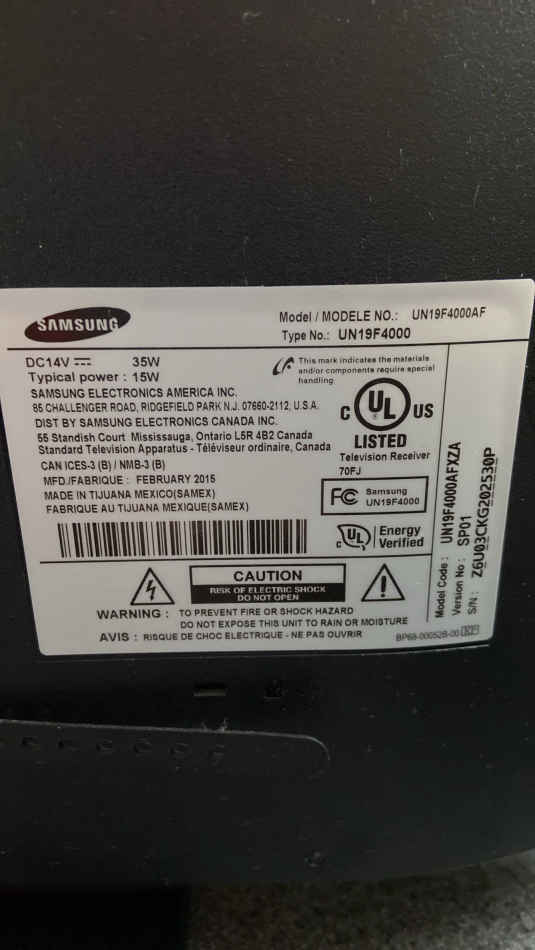 SAMSUNG
Model / MODELE NO.: UN19F4000AF
Type No.: UN19F4000
DC14V 35W
Typical power : 15W
This mark indicates the materials
and/or components require special
handling.
SAMSUNG ELECTRONICS AMERICA INC.
85 CHALLENGER ROAD, RIDGEFIELD PARK N.J. 07660-2112, U.S.A.
DIST BY SAMSUNG ELECTRONICS CANADA INC.
55 Standish Court Mississauga, Ontario L5R 4B2 Canada
Standard Television Apparatus - Téléviseur ordinaire, Canada
CAN ICES-3 (B) / NMB-3 (B)
MFD./FABRIQUE : FEBRUARY 2015
MADE IN TIJUANA MEXICO(SAMEX)
FABRIQUE AU TIJUANA MEXIQUE(SAMEX)
C UL US
LISTED
Television Receiver
70FJ
FC Samsung
UN19F4000
C UL Energy
Verified
CAUTION
RISK OF ELECTRIC SHOCK
DO NOT OPEN
WARNING : TO PREVENT FIRE OR SHOCK HAZARD
DO NOT EXPOSE THIS UNIT TO RAIN OR MOISTURE
AVIS : RISQUE DE CHOC ELECTRIQUE - NE PAS OUVRIR
BP68-00052B-00
Model Code : UN19F4000AFXZA
Version No : SP01
S/N : Z6U03CKG202530P